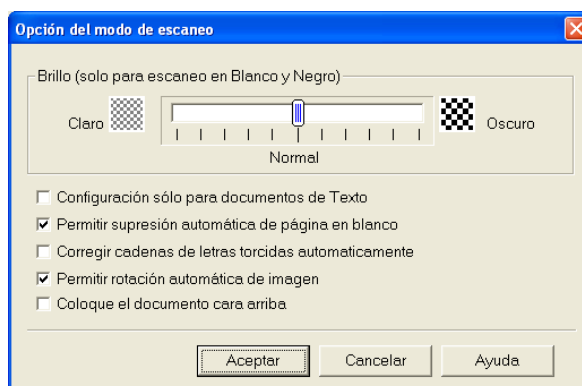 Opción del modo de escaneo
Brillo (solo para escaneo en Blanco y Negro)
Claro
Oscuro
Normal
Configuración sólo para documentos de Texto
Permitir supresión automática de página en blanco
Corregir cadenas de letras torcidas automaticamente
Permitir rotación automática de imagen
Coloque el documento cara arriba
Aceptar Cancelar Ayuda